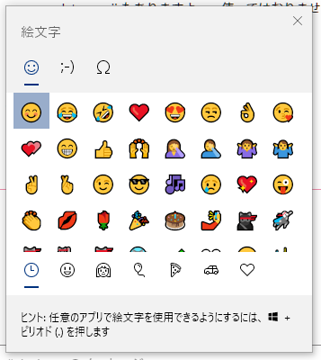 絵文字
;-)
Ω
ヒント: 任意のアプリで絵文字を使用できるようにするには、 +
ピリオド (.) を押します